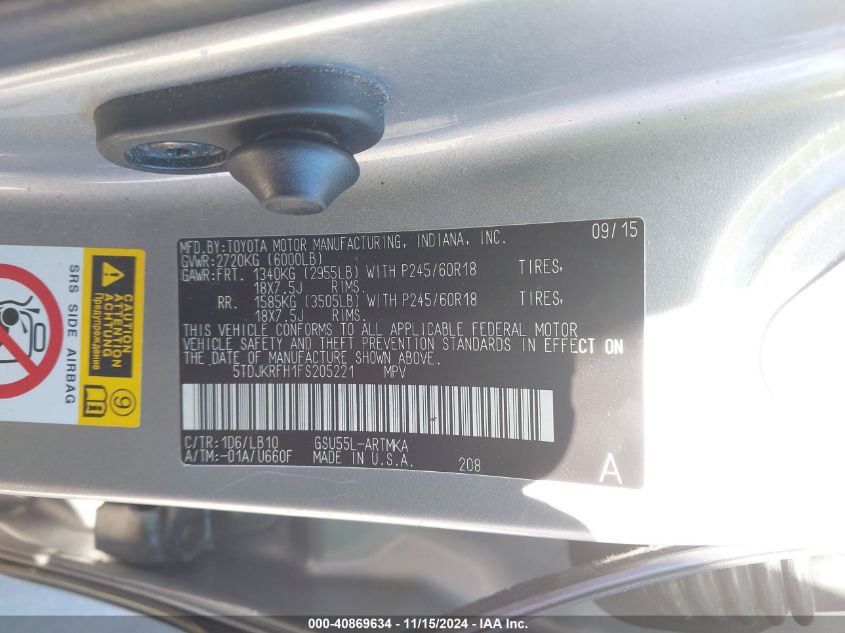 MFD.BY:TOYOTA MOTOR MANUFACTURING, INDIANA, INC. 09/15
GVWR:2720KG (6000LB)
GAWR:FRT. 1340KG (2955LB) WITH P245/60R18 TIRES,
18X7.5J RIMS.
RR. 1585KG (3505LB) WITH P245/60R18 TIRES,
18X7.5J RIMS.
THIS VEHICLE CONFORMS TO ALL APPLICABLE FEDERAL MOTOR
VEHICLE SAFETY AND THEFT PREVENTION STANDARDS IN EFFECT ON
THE DATE OF MANUFACTURE SHOWN ABOVE.
5TDJKRFH1FS205221 MPV
C/TR:1D6/LB10 GSU55L-ARTMKA
A/TM:-01A/U660F MADE IN U.S.A. 208 A
SRS SIDE AIRBAG
CAUTION
ATTENTION
ACHTUNG
Предупреждение
9
000-40869634 - 11/15/2024 - IAA Inc.